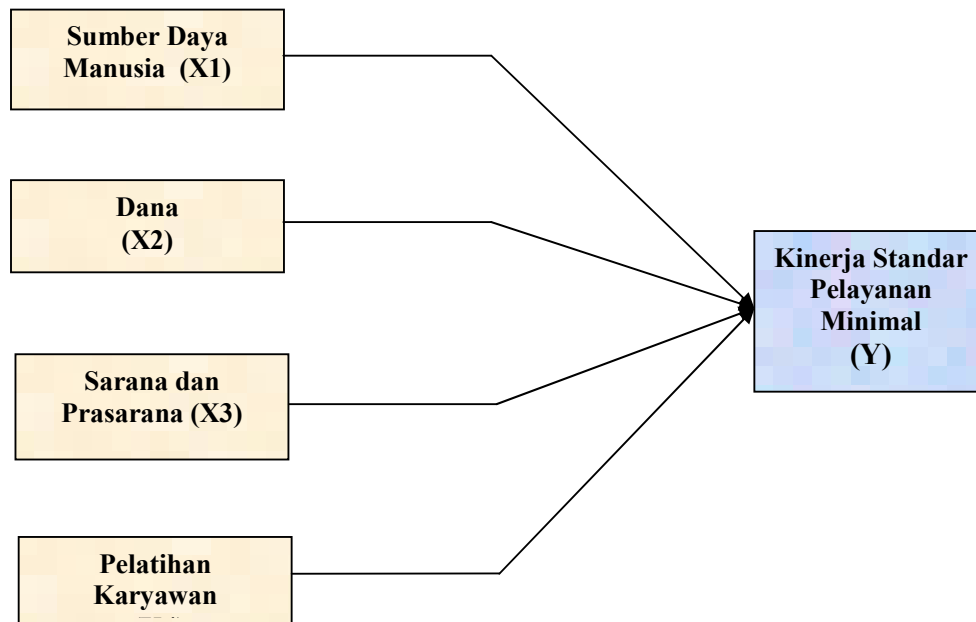 Sumber Daya
Manusia (X1)
Dana
(X2)
Sarana dan
Prasarana (X3)
Pelatihan
Karyawan
Kinerja Standar
Pelayanan
Minimal
(Y)